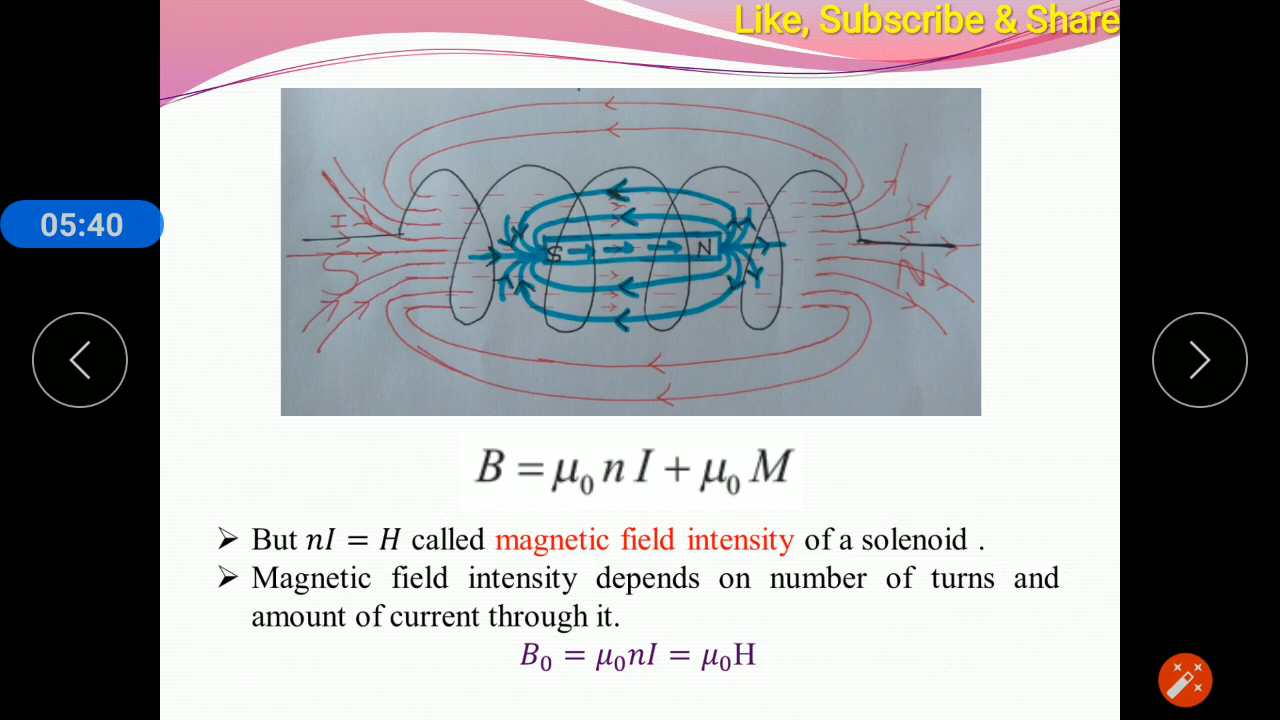 Like, Subscribe & Share
05:40
I
I
S
N
S
N
B = μ₀ n I + μ₀ M
➢ But nI = H called magnetic field intensity of a solenoid .
➢ Magnetic field intensity depends on number of turns and
amount of current through it.
B₀ = μ₀nI = μ₀H